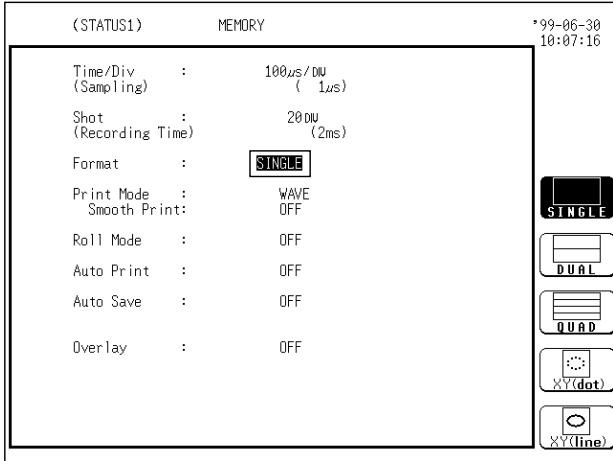 (STATUS1) MEMORY '99-06-30
10:07:16
Time/Div : 100μs/DIV
(Sampling) ( 1μs)
Shot : 20DIV
(Recording Time) (2ms)
Format : SINGLE
Print Mode : WAVE
Smooth Print: OFF
Roll Mode : OFF
Auto Print : OFF
Auto Save : OFF
Overlay : OFF
SINGLE
DUAL
QUAD
XY(dot)
XY(line)